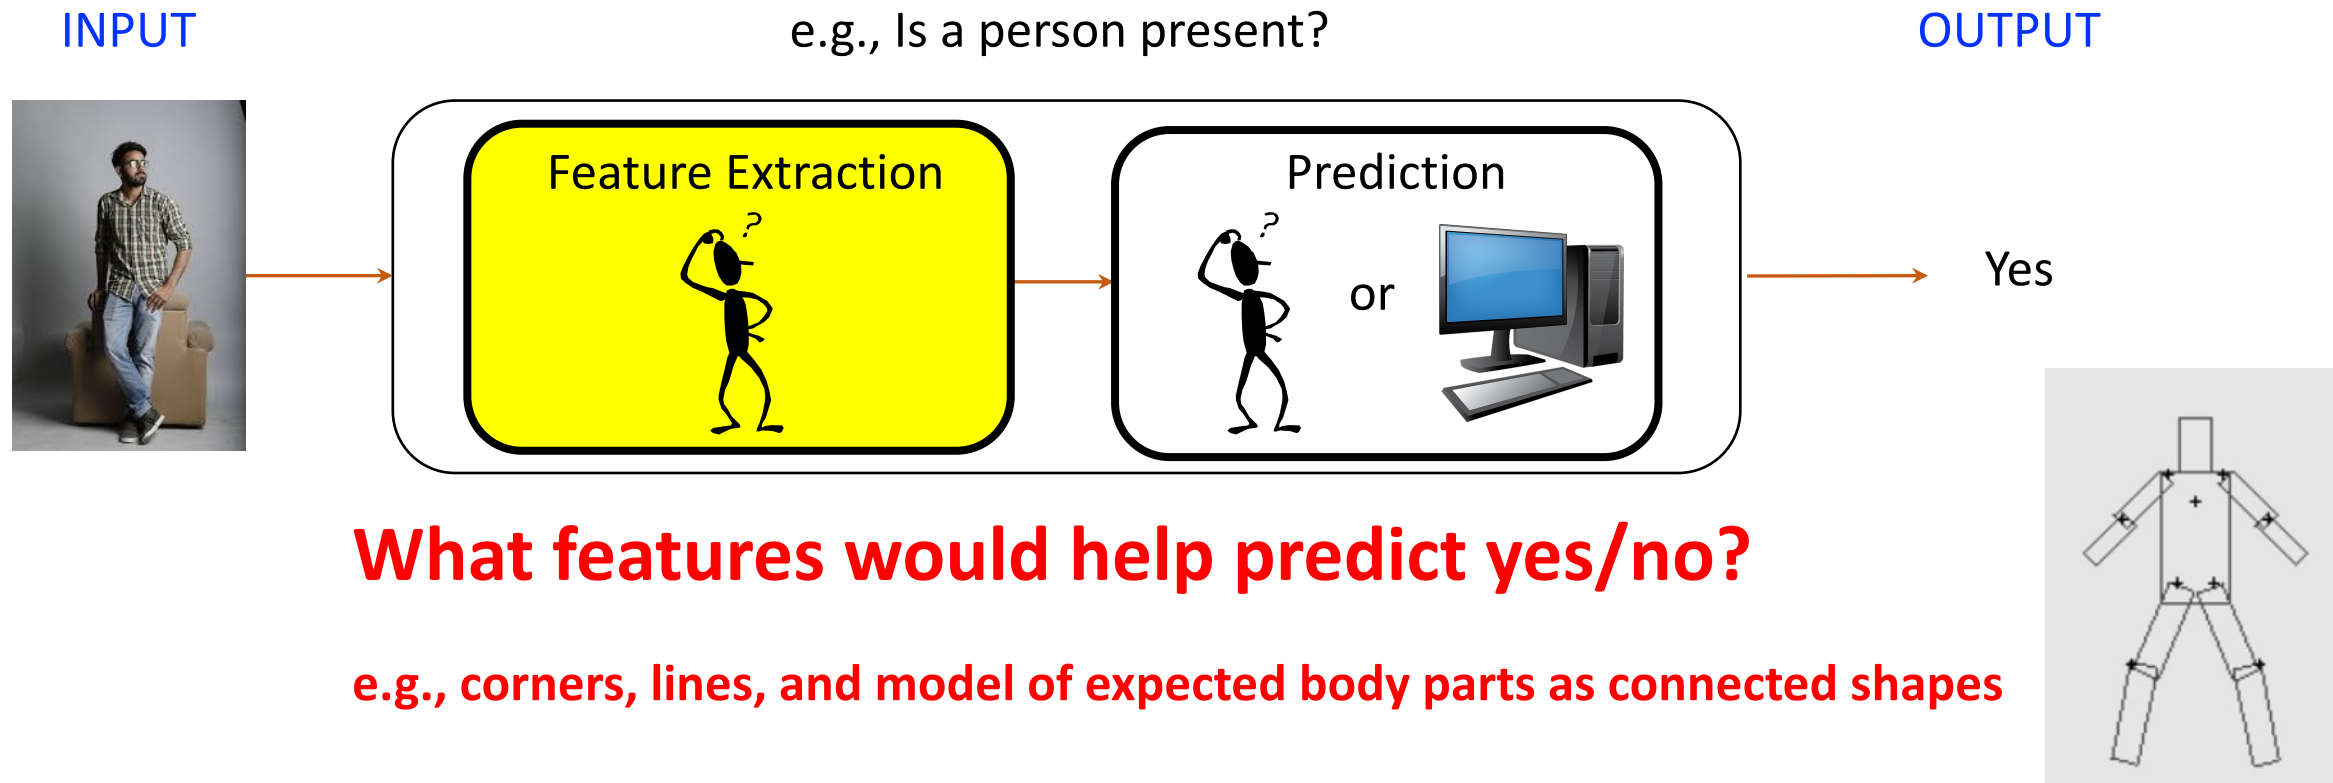 INPUT
e.g., Is a person present?
OUTPUT
Feature Extraction
?
Prediction
?
or
Yes
What features would help predict yes/no?
e.g., corners, lines, and model of expected body parts as connected shapes